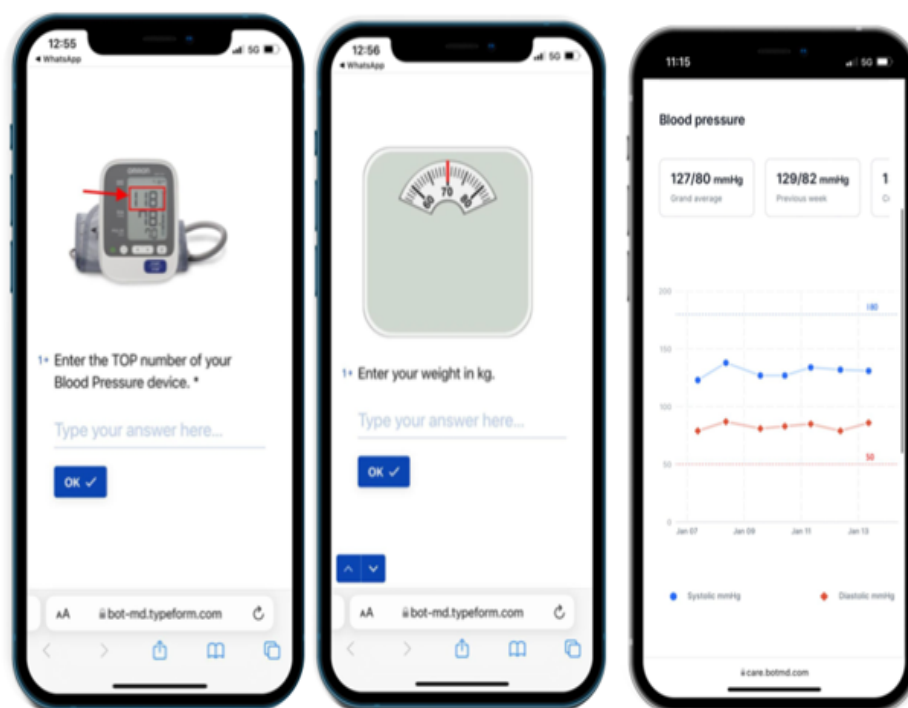 12:55
5G
WhatsApp
OMRON
1+ Enter the TOP number of your
Blood Pressure device. *
Type your answer here...
OK
AA
bot-md.typeform.com
12:56
5G
WhatsApp
60
70
80
1+ Enter your weight in kg.
Type your answer here...
OK
AA
bot-md.typeform.com
11:15
5G
Blood pressure
127/80 mmHg
Grand average
129/82 mmHg
Previous week
200
180
150
100
50
50
0
Jan 07
Jan 09
Jan 11
Jan 13
Systolic mmHg
Diastolic mmHg
care.botmd.com